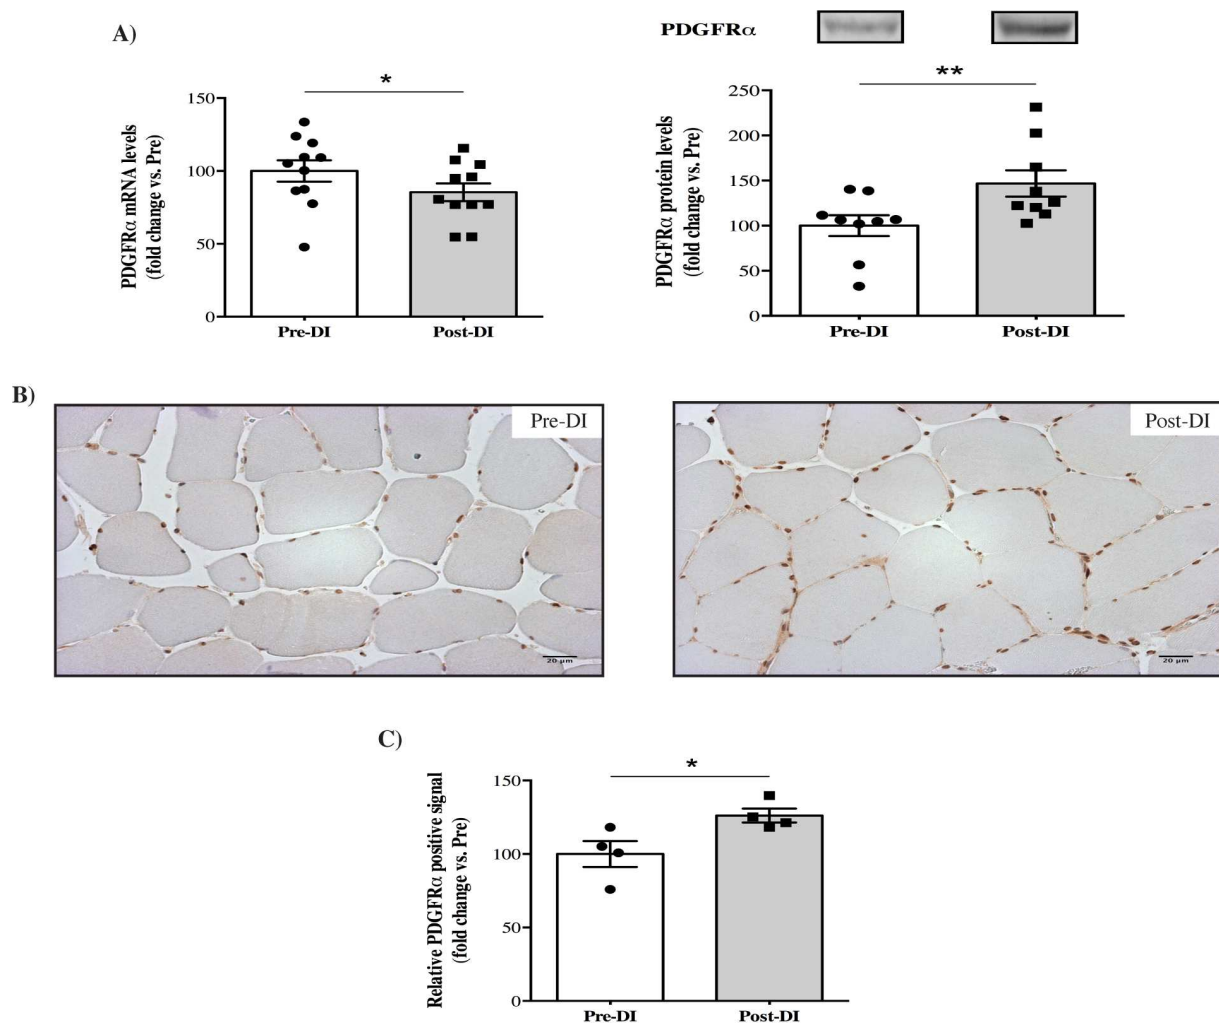 A)
PDGFRα mRNA levels
(fold change vs. Pre)
150
100
50
0
*
Pre-DI
Post-DI
PDGFRα
PDGFRα protein levels
(fold change vs. Pre)
250
200
150
100
50
0
**
Pre-DI
Post-DI
B)
Pre-DI
20 μm
Post-DI
20 μm
C)
Relative PDGFRα positive signal
(fold change vs. Pre)
150
100
50
0
*
Pre-DI
Post-DI